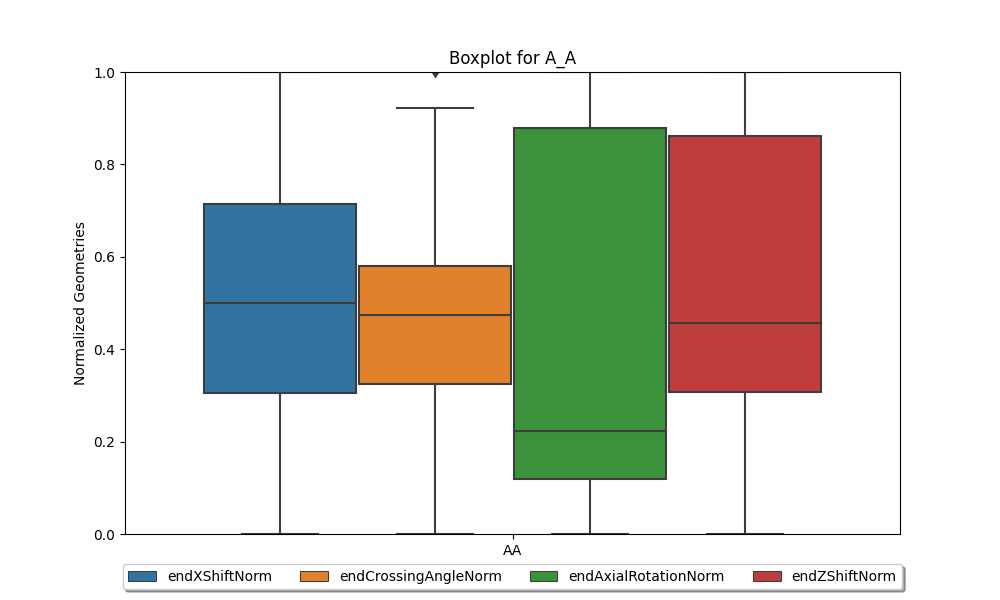 Boxplot for A_A
1.0
0.8
0.6
0.4
0.2
0.0
Normalized Geometries
AA
endXShiftNorm endCrossingAngleNorm endAxialRotationNorm endZShiftNorm